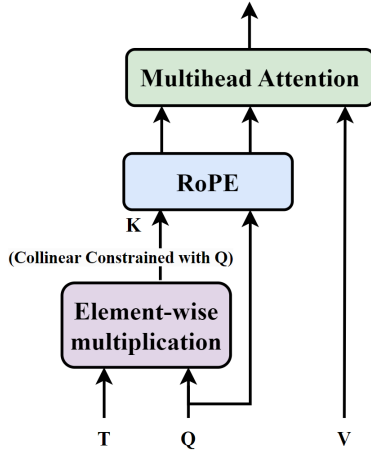 Multihead Attention
RoPE
K
(Collinear Constrained with Q)
Element-wise
multiplication
T Q V